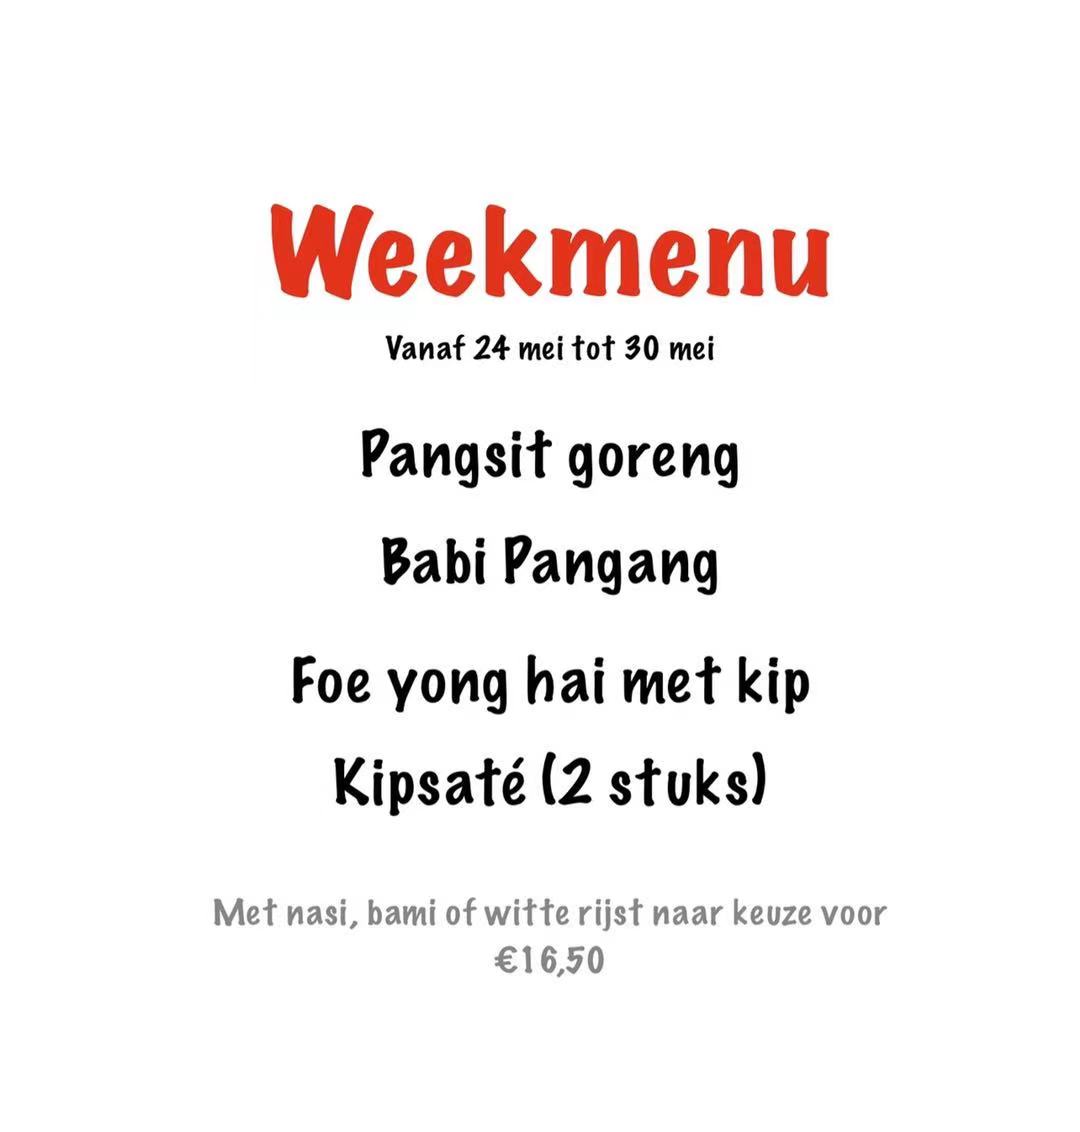 Weekmenu
Vanaf 24 mei tot 30 mei
Pangsit goreng
Babi Pangang
Foe yong hai met kip
Kipsaté (2 stuks)
Met nasi, bami of witte rijst naar keuze voor
€16,50